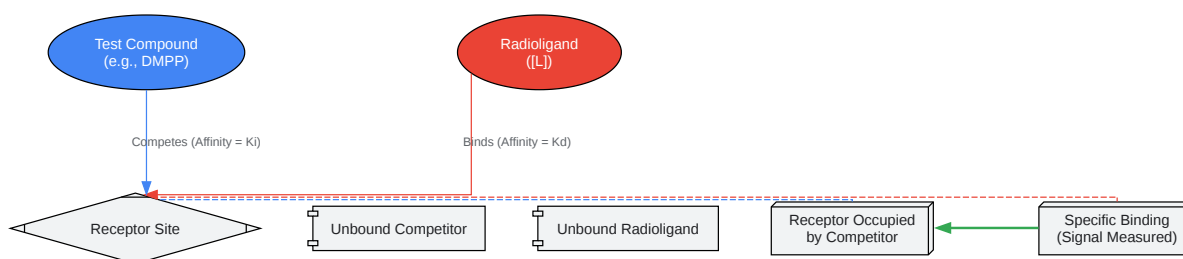 Test Compound
(e.g., DMPP)
Radioligand
([L])
Competes (Affinity = Ki)
Binds (Affinity = Kd)
Receptor Site
Unbound Competitor
Unbound Radioligand
Receptor Occupied
by Competitor
Specific Binding
(Signal Measured)